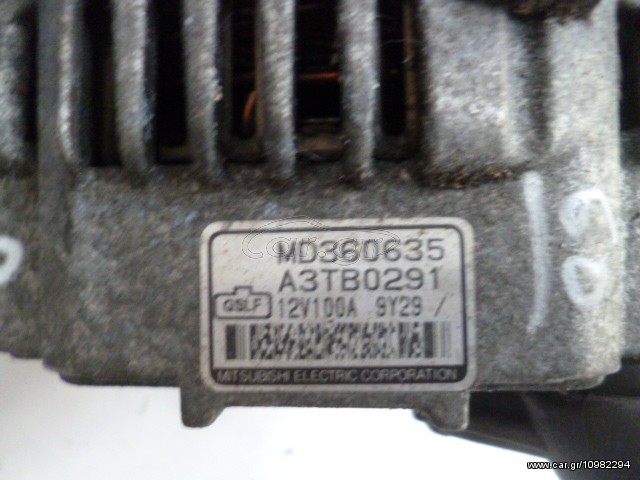 MD360635
A3TB0291
GSLF 12V100A 9Y29 /
MITSUBISHI ELECTRIC CORPORATION
www.car.gr/10982294